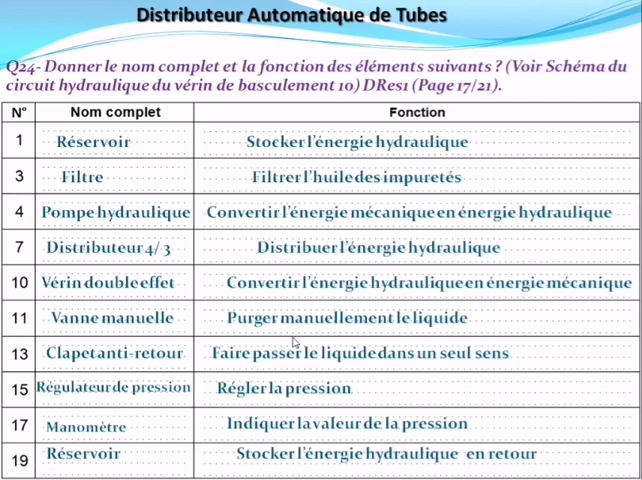 Distributeur Automatique de Tubes
Q24- Donner le nom complet et la fonction des éléments suivants ? (Voir Schéma du
circuit hydraulique du vérin de basculement 10) DRes1 (Page 17/21).
N° Nom complet Fonction
1 Réservoir Stocker l'énergie hydraulique
3 Filtre Filtrer l'huile des impuretés
4 Pompe hydraulique Convertir l'énergie mécanique en énergie hydraulique
7 Distributeur 4/3 Distribuer l'énergie hydraulique
10 Vérin double effet Convertir l'énergie hydraulique en énergie mécanique
11 Vanne manuelle Purger manuellement le liquide
13 Clapet anti-retour Faire passer le liquide dans un seul sens
15 Régulateur de pression Régler la pression
17 Manomètre Indiquer la valeur de la pression
19 Réservoir Stocker l'énergie hydraulique en retour